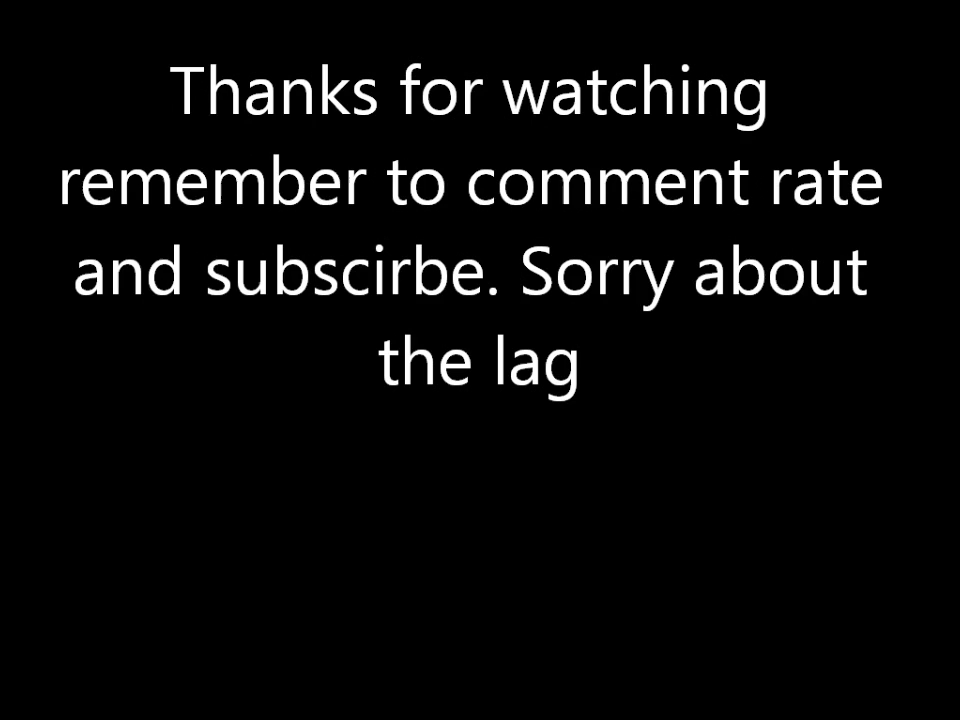 Thanks for watching
remember to comment rate
and subscirbe. Sorry about
the lag